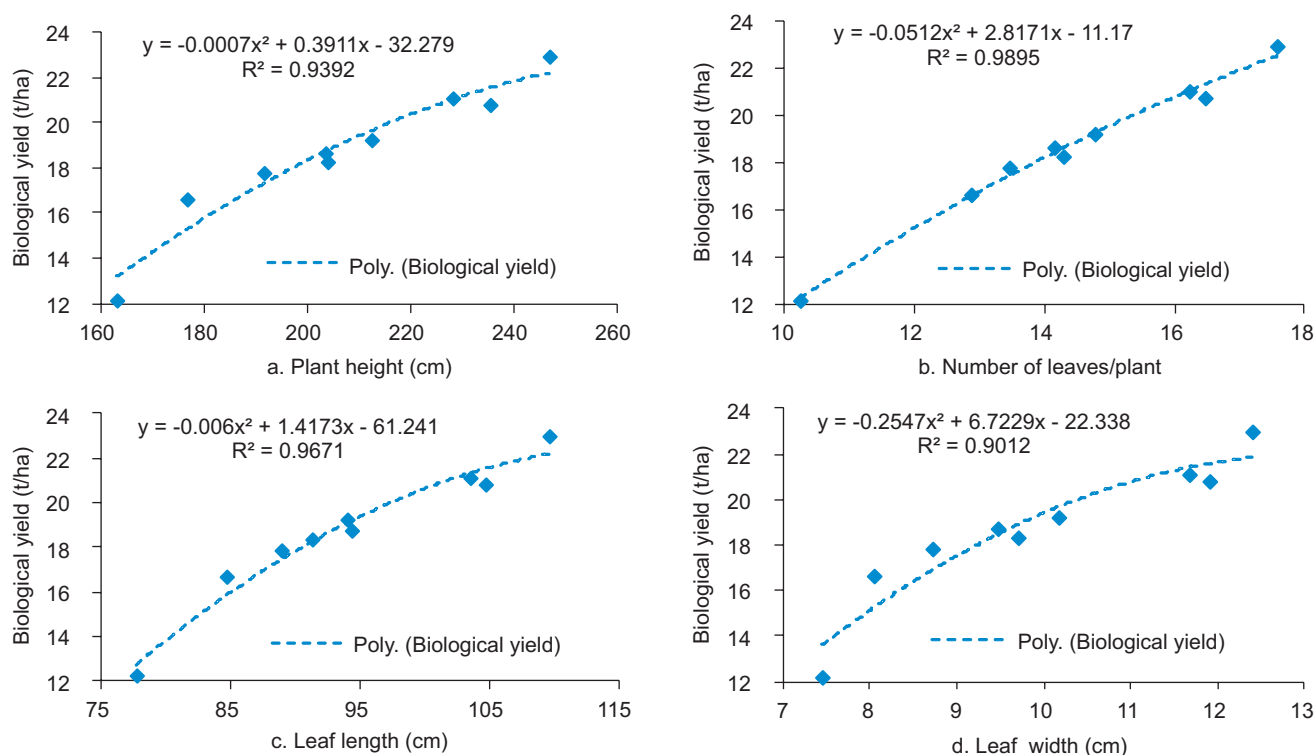 y = -0.0007x² + 0.3911x - 32.279
R² = 0.9392
Biological yield (t/ha)
24
22
20
18
16
14
12
Poly. (Biological yield)
160 180 200 220 240 260
a. Plant height (cm)
y = -0.0512x² + 2.8171x - 11.17
R² = 0.9895
Biological yield (t/ha)
24
22
20
18
16
14
12
Poly. (Biological yield)
10 12 14 16 18
b. Number of leaves/plant
y = -0.006x² + 1.4173x - 61.241
R² = 0.9671
Biological yield (t/ha)
24
22
20
18
16
14
12
Poly. (Biological yield)
75 85 95 105 115
c. Leaf length (cm)
y = -0.2547x² + 6.7229x - 22.338
R² = 0.9012
Biological yield (t/ha)
24
22
20
18
16
14
12
Poly. (Biological yield)
7 8 9 10 11 12 13
d. Leaf width (cm)